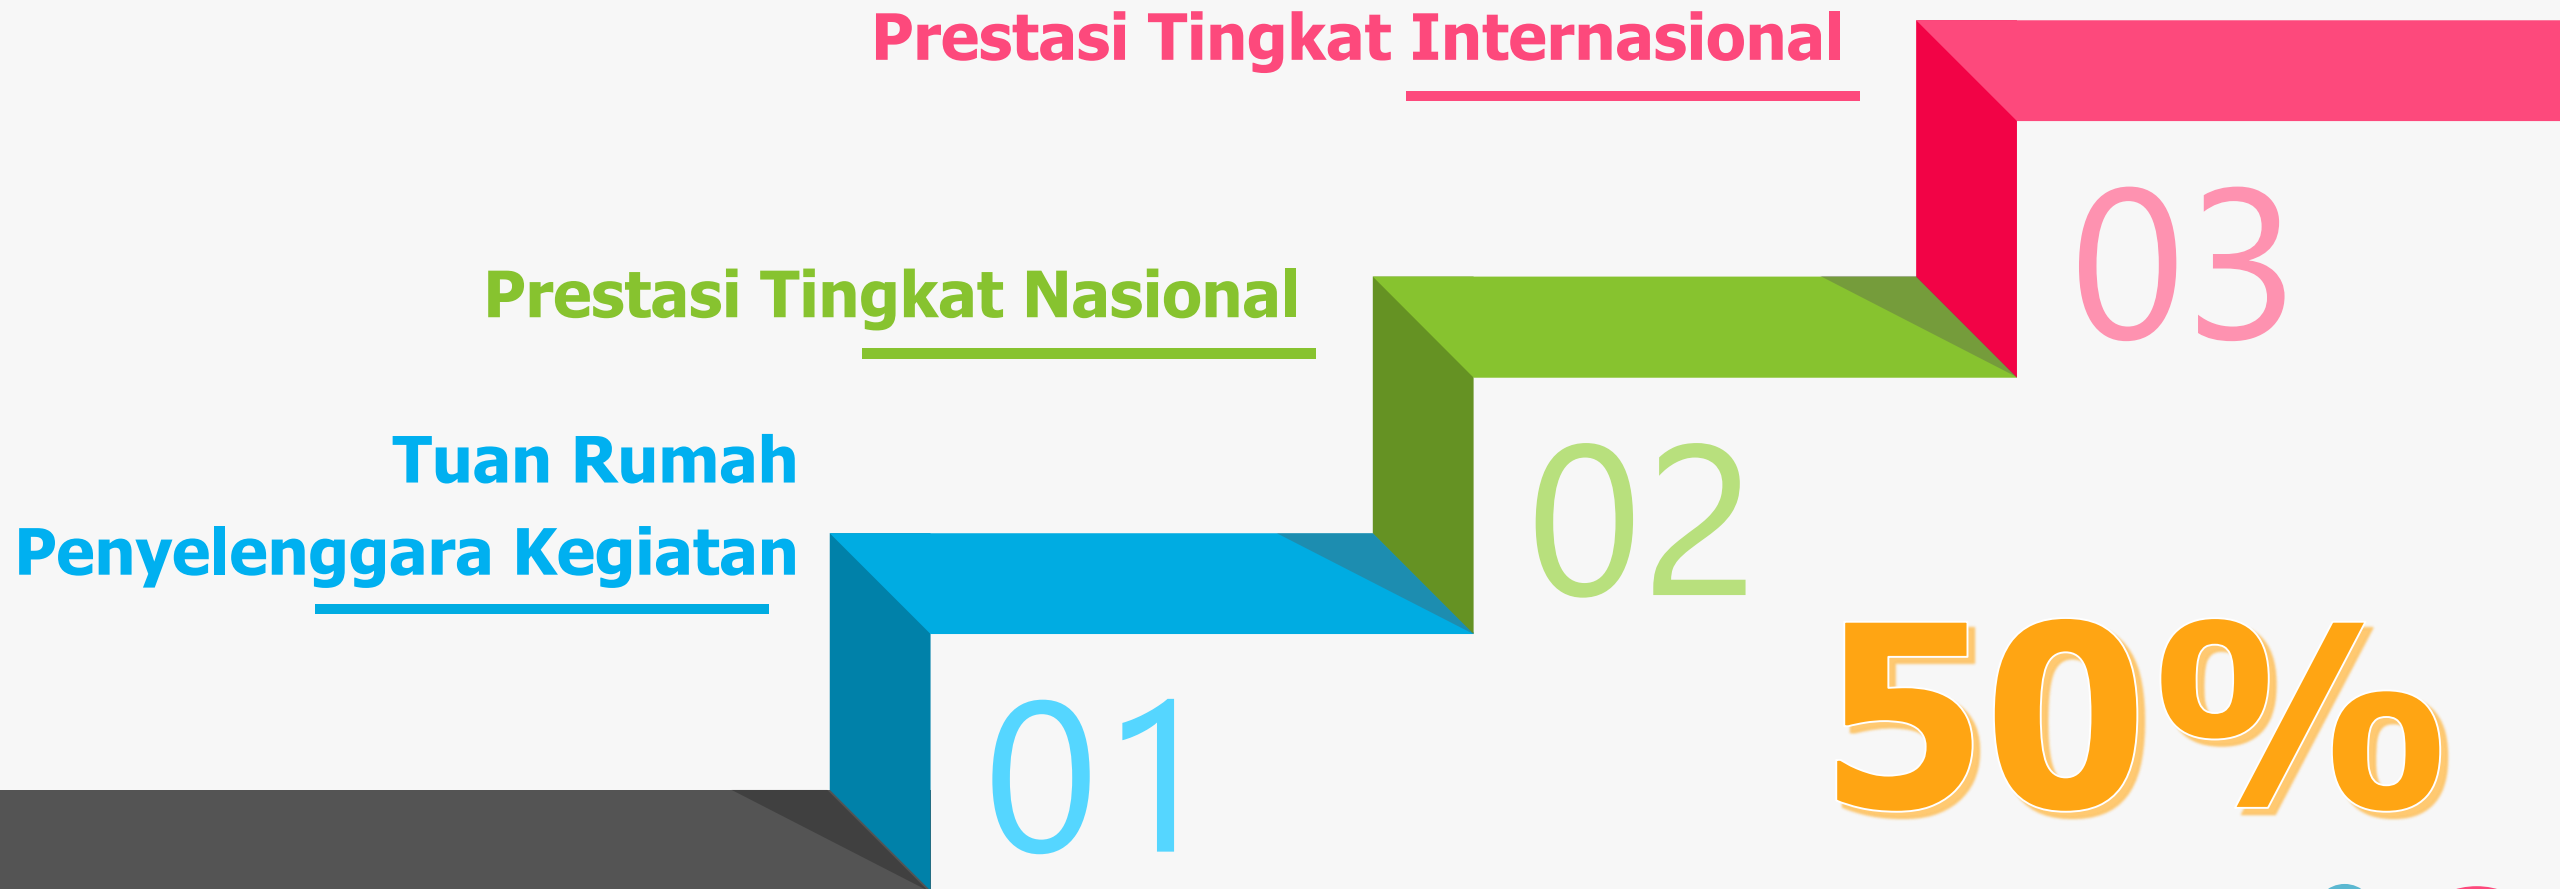 Prestasi Tingkat Internasional
03
Prestasi Tingkat Nasional
02
Tuan Rumah
Penyelenggara Kegiatan
01
50%